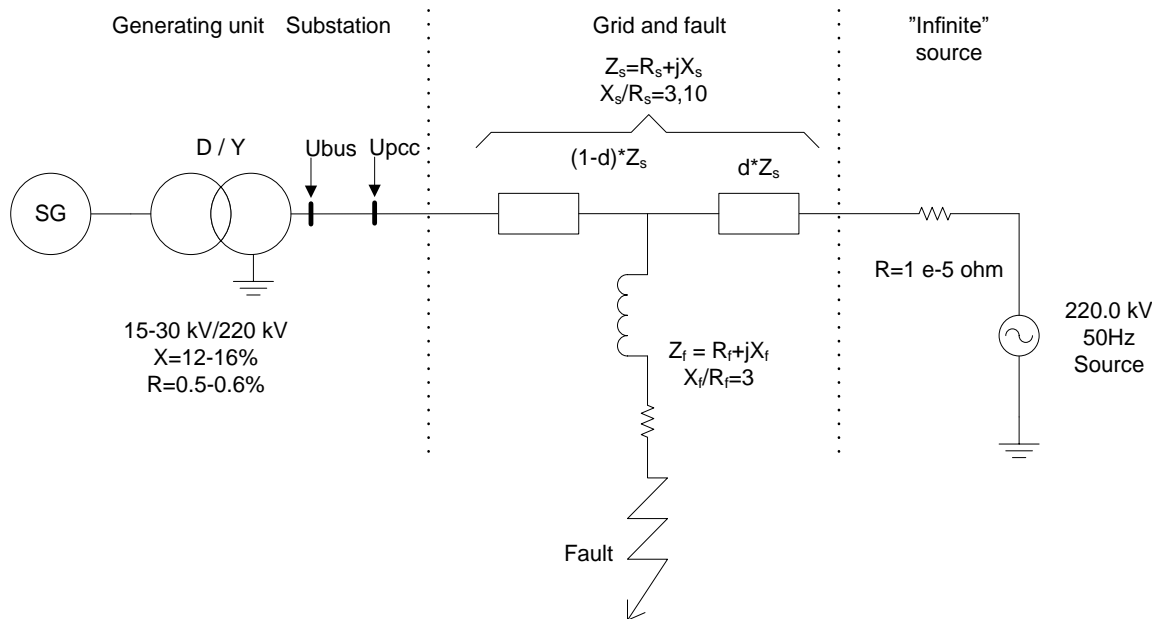 Generating unit
Substation
Grid and fault
"Infinite"
source
Zs=Rs+jXs
Xs/Rs=3,10
D / Y
Ubus
Upcc
(1-d)*Zs
d*Zs
SG
R=1 e-5 ohm
15-30 kV/220 kV
X=12-16%
R=0.5-0.6%
Zf = Rf+jXf
Xf/Rf=3
220.0 kV
50Hz
Source
Fault